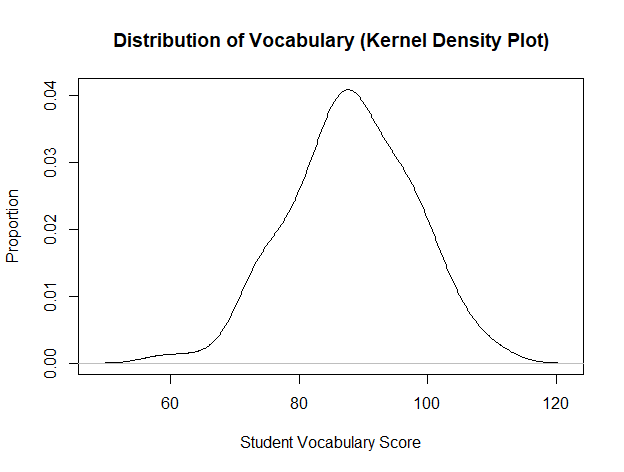 Distribution of Vocabulary (Kernel Density Plot)
Proportion
0.04
0.03
0.02
0.01
0.00
60 80 100 120
Student Vocabulary Score